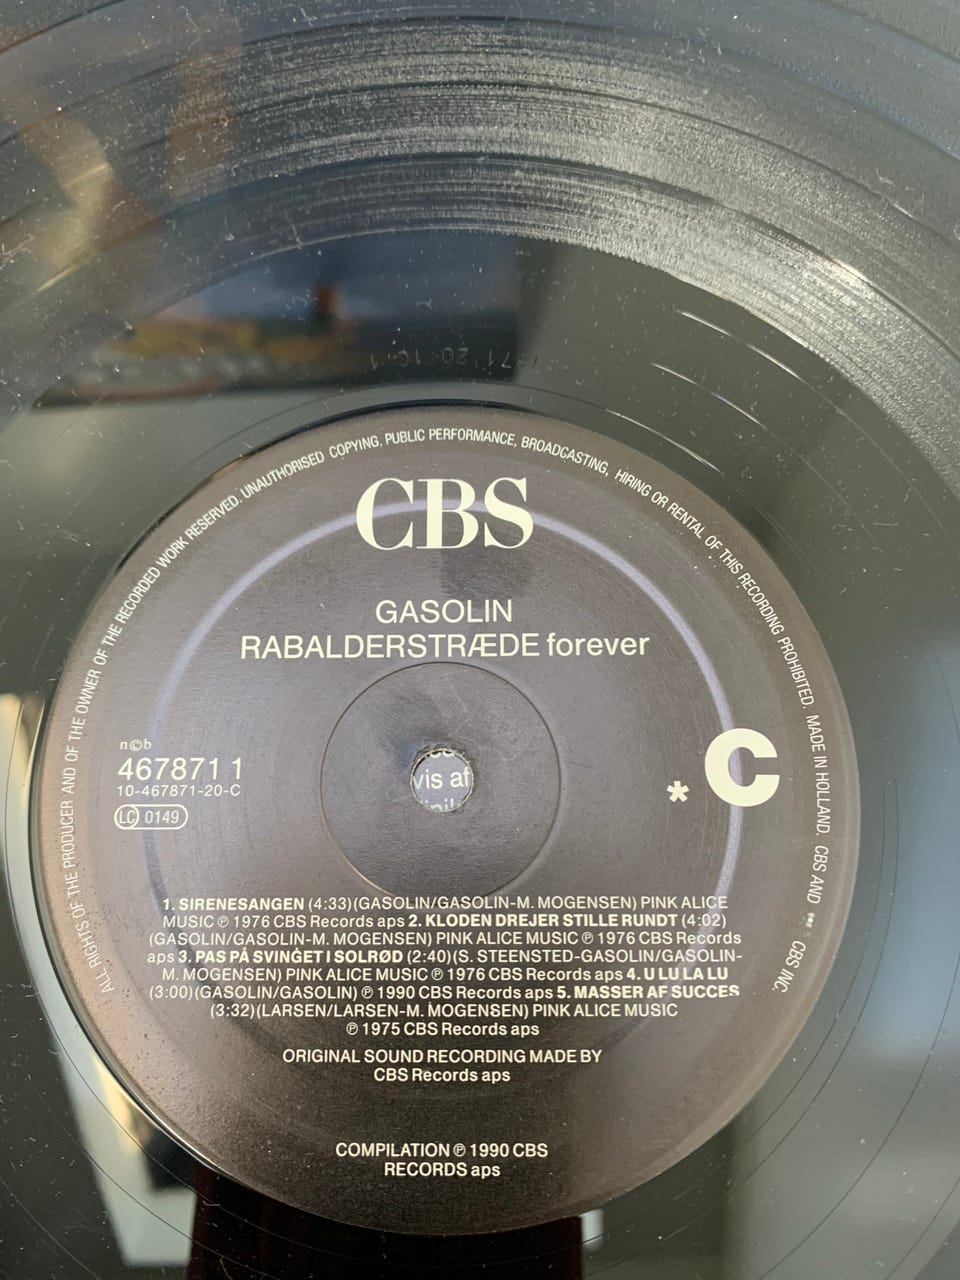 ALL RIGHTS OF THE PRODUCER AND OF THE OWNER OF THE RECORDED WORK RESERVED. UNAUTHORISED COPYING, PUBLIC PERFORMANCE, BROADCASTING, HIRING OR RENTAL OF THIS RECORDING PROHIBITED. MADE IN HOLLAND. CBS AND CBS INC.
CBS
GASOLIN
RABALDERSTRÆDE forever
n©b
467871 1
10-467871-20-C
LC 0149
* C
vis af
1. SIRENESANGEN (4:33)(GASOLIN/GASOLIN-M. MOGENSEN) PINK ALICE
MUSIC ℗ 1976 CBS Records aps 2. KLODEN DREJER STILLE RUNDT (4:02)
(GASOLIN/GASOLIN-M. MOGENSEN) PINK ALICE MUSIC ℗ 1976 CBS Records
aps 3. PAS PÅ SVINGET I SOLRØD (2:40)(S. STEENSTED-GASOLIN/GASOLIN-
M. MOGENSEN) PINK ALICE MUSIC ℗ 1976 CBS Records aps 4. U LU LA LU
(3:00)(GASOLIN/GASOLIN) ℗ 1990 CBS Records aps 5. MASSER AF SUCCES
(3:32)(LARSEN/LARSEN-M. MOGENSEN) PINK ALICE MUSIC
℗ 1975 CBS Records aps
ORIGINAL SOUND RECORDING MADE BY
CBS Records aps
COMPILATION ℗ 1990 CBS
RECORDS aps